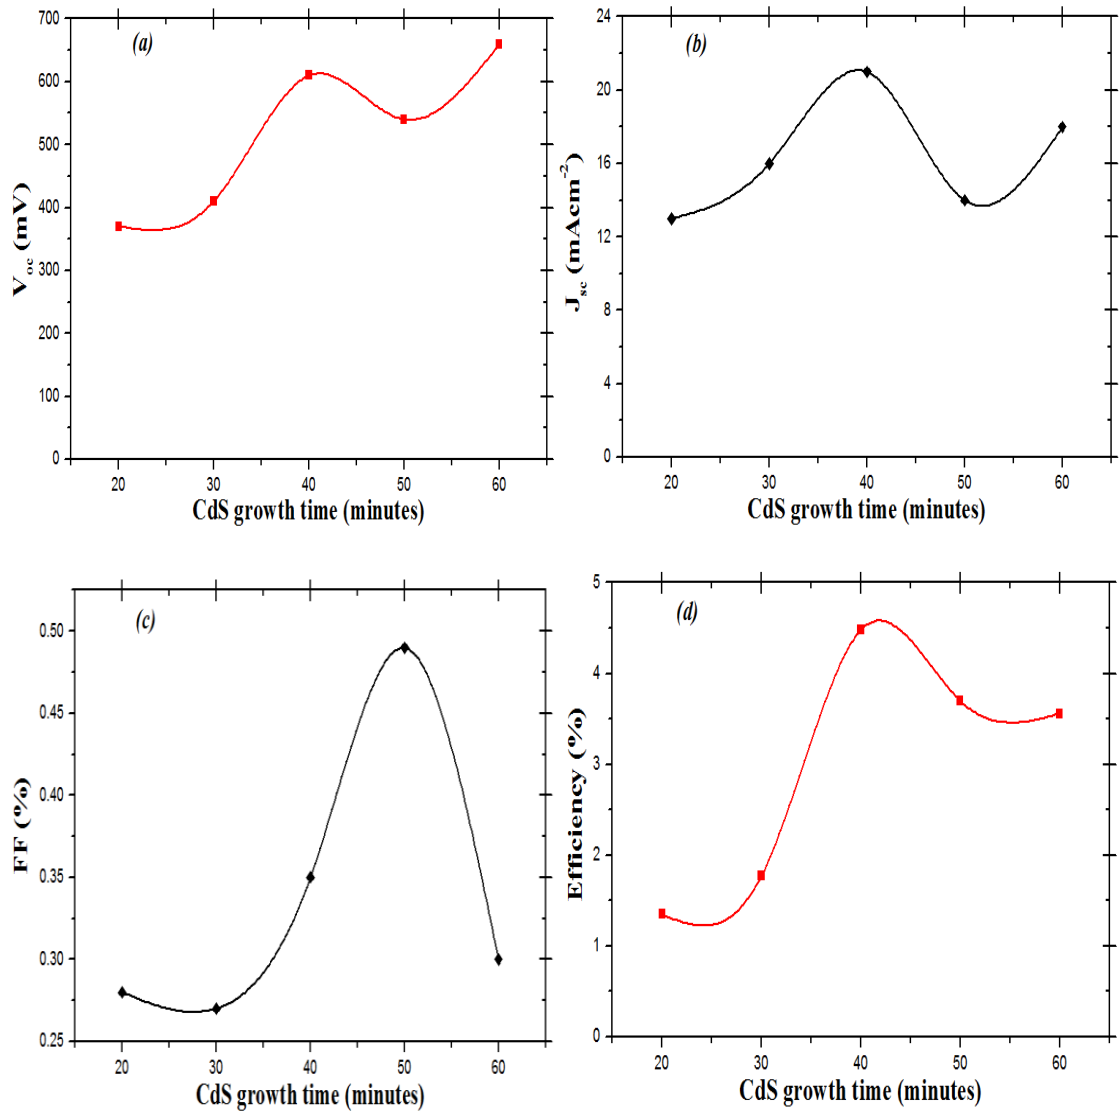 (a)
700
600
500
400
300
200
100
0
V_oc (mV)
20 30 40 50 60
CdS growth time (minutes)
(b)
24
20
16
12
8
4
0
J_sc (mAcm^-2)
20 30 40 50 60
CdS growth time (minutes)
(c)
0.50
0.45
0.40
0.35
0.30
0.25
FF (%)
20 30 40 50 60
CdS growth time (minutes)
(d)
5
4
3
2
1
0
Efficiency (%)
20 30 40 50 60
CdS growth time (minutes)